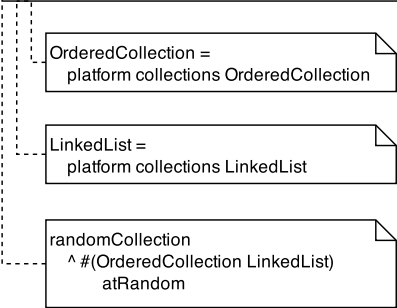 OrderedCollection =
platform collections OrderedCollection
LinkedList =
platform collections LinkedList
randomCollection
^ #(OrderedCollection LinkedList)
atRandom